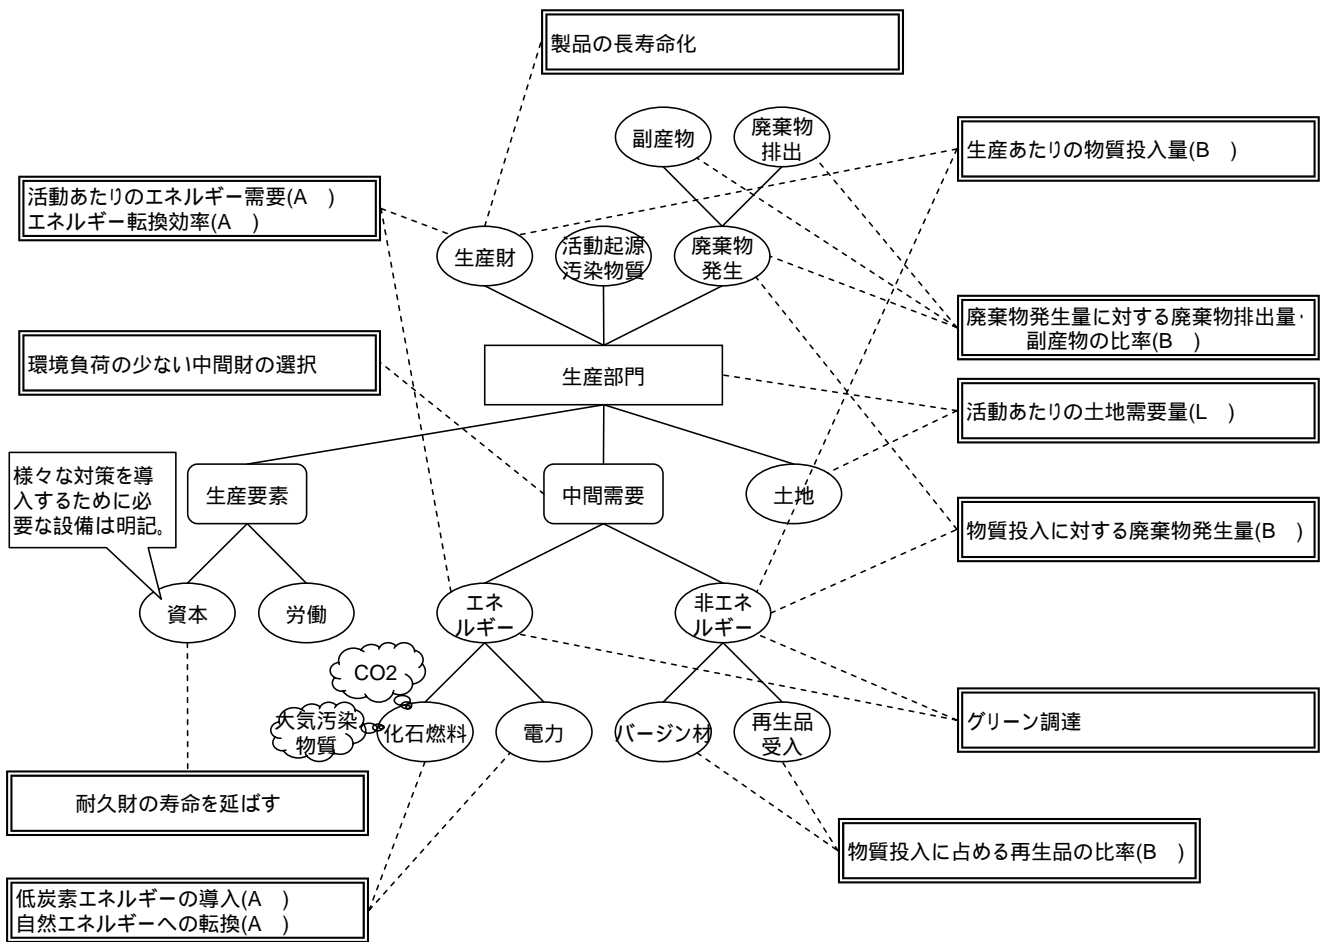 製品の長寿命化
副産物
廃棄物
排出
生産あたりの物質投入量(B　)
活動あたりのエネルギー需要(A　)
エネルギー転換効率(A　)
生産財
活動起源
汚染物質
廃棄物
発生
廃棄物発生量に対する廃棄物排出量・
副産物の比率(B　)
環境負荷の少ない中間財の選択
生産部門
活動あたりの土地需要量(L　)
様々な対策を導
入するために必
要な設備は明記。
生産要素
中間需要
土地
物質投入に対する廃棄物発生量(B　)
資本
労働
エネ
ルギー
非エネ
ルギー
CO2
大気汚染
物質
化石燃料
電力
バージン材
再生品
受入
グリーン調達
耐久財の寿命を延ばす
物質投入に占める再生品の比率(B　)
低炭素エネルギーの導入(A　)
自然エネルギーへの転換(A　)